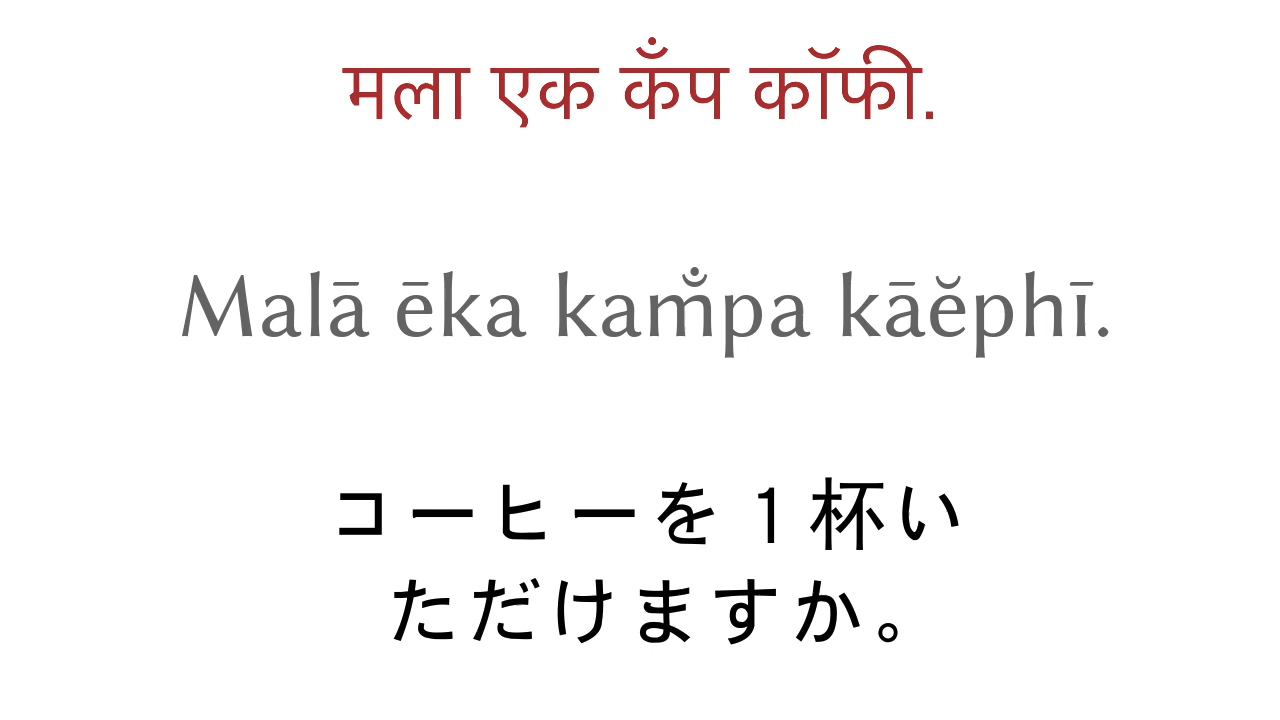 मला एक कँप कॉफी.
Malā ēka kam̐pa kāĕphī.
コーヒーを１杯い
ただけますか。